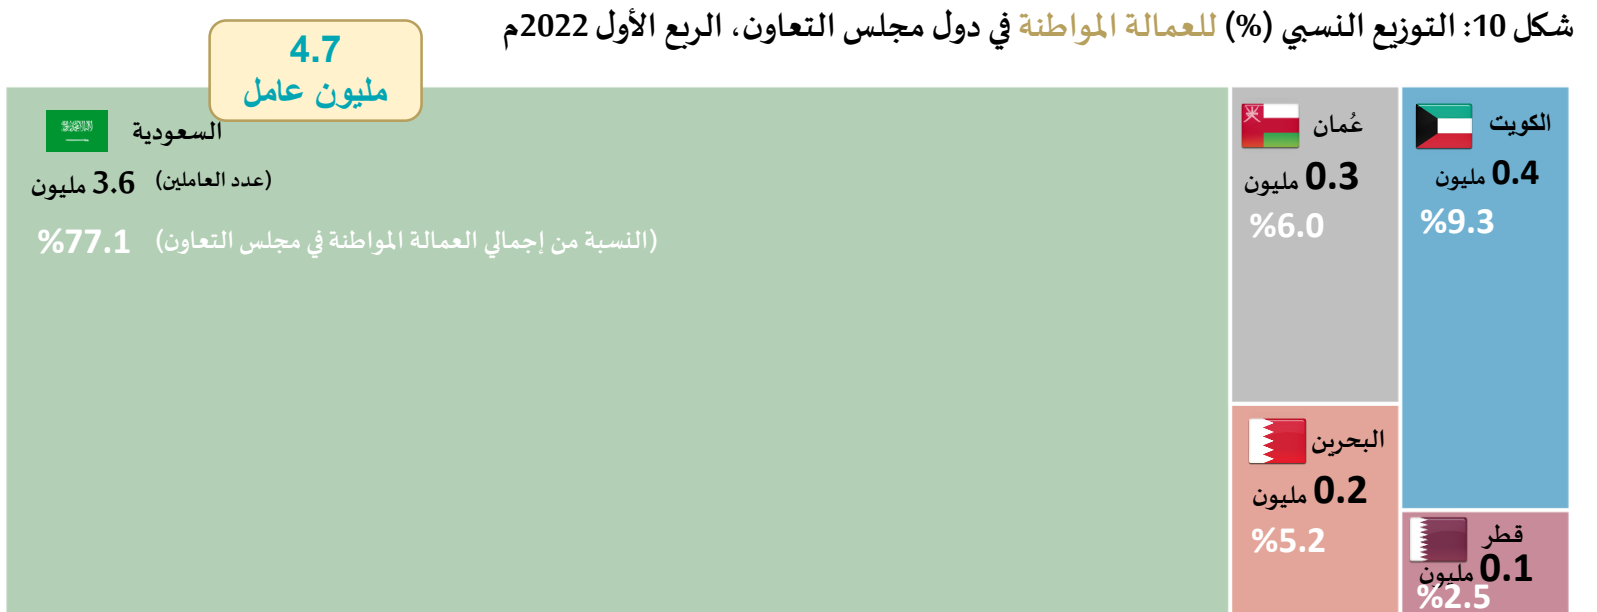 شكل 10: التوزيع النسبي (%) للعمالة المواطنة في دول مجلس التعاون، الربع الأول 2022م
4.7
مليون عامل
الكويت
0.4 مليون
%9.3
عُمان
0.3 مليون
%6.0
السعودية
(عدد العاملين) 3.6 مليون
(النسبة من إجمالي العمالة المواطنة في مجلس التعاون) %77.1
البحرين
0.2 مليون
%5.2
قطر
0.1 مليون
%2.5